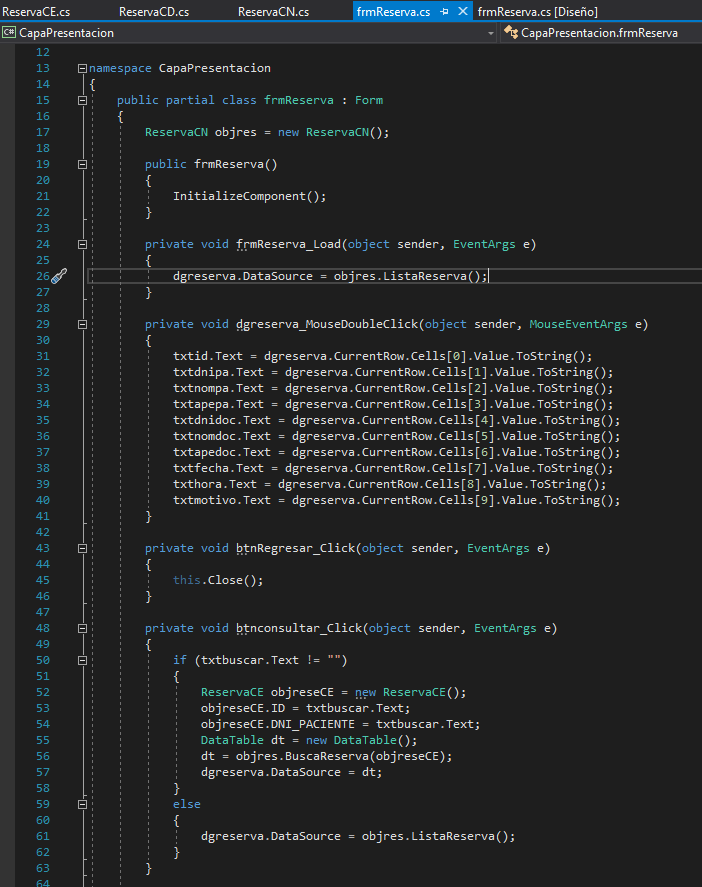 ReservaCE.cs ReservaCD.cs ReservaCN.cs frmReserva.cs frmReserva.cs [Diseño]
C# CapaPresentacion CapaPresentacion.frmReserva
12
13 namespace CapaPresentacion
14 {
15 public partial class frmReserva : Form
16 {
17 ReservaCN objres = new ReservaCN();
18
19 public frmReserva()
20 {
21 InitializeComponent();
22 }
23
24 private void frmReserva_Load(object sender, EventArgs e)
25 {
26 dgreserva.DataSource = objres.ListaReserva();
27 }
28
29 private void dgreserva_MouseDoubleClick(object sender, MouseEventArgs e)
30 {
31 txtid.Text = dgreserva.CurrentRow.Cells[0].Value.ToString();
32 txtdnipa.Text = dgreserva.CurrentRow.Cells[1].Value.ToString();
33 txtnompa.Text = dgreserva.CurrentRow.Cells[2].Value.ToString();
34 txtapepa.Text = dgreserva.CurrentRow.Cells[3].Value.ToString();
35 txtdnidoc.Text = dgreserva.CurrentRow.Cells[4].Value.ToString();
36 txtnomdoc.Text = dgreserva.CurrentRow.Cells[5].Value.ToString();
37 txtapedoc.Text = dgreserva.CurrentRow.Cells[6].Value.ToString();
38 txtfecha.Text = dgreserva.CurrentRow.Cells[7].Value.ToString();
39 txthora.Text = dgreserva.CurrentRow.Cells[8].Value.ToString();
40 txtmotivo.Text = dgreserva.CurrentRow.Cells[9].Value.ToString();
41 }
42
43 private void btnRegresar_Click(object sender, EventArgs e)
44 {
45 this.Close();
46 }
47
48 private void btnconsultar_Click(object sender, EventArgs e)
49 {
50 if (txtbuscar.Text != "")
51 {
52 ReservaCE objreseCE = new ReservaCE();
53 objreseCE.ID = txtbuscar.Text;
54 objreseCE.DNI_PACIENTE = txtbuscar.Text;
55 DataTable dt = new DataTable();
56 dt = objres.BuscaReserva(objreseCE);
57 dgreserva.DataSource = dt;
58 }
59 else
60 {
61 dgreserva.DataSource = objres.ListaReserva();
62 }
63 }
64